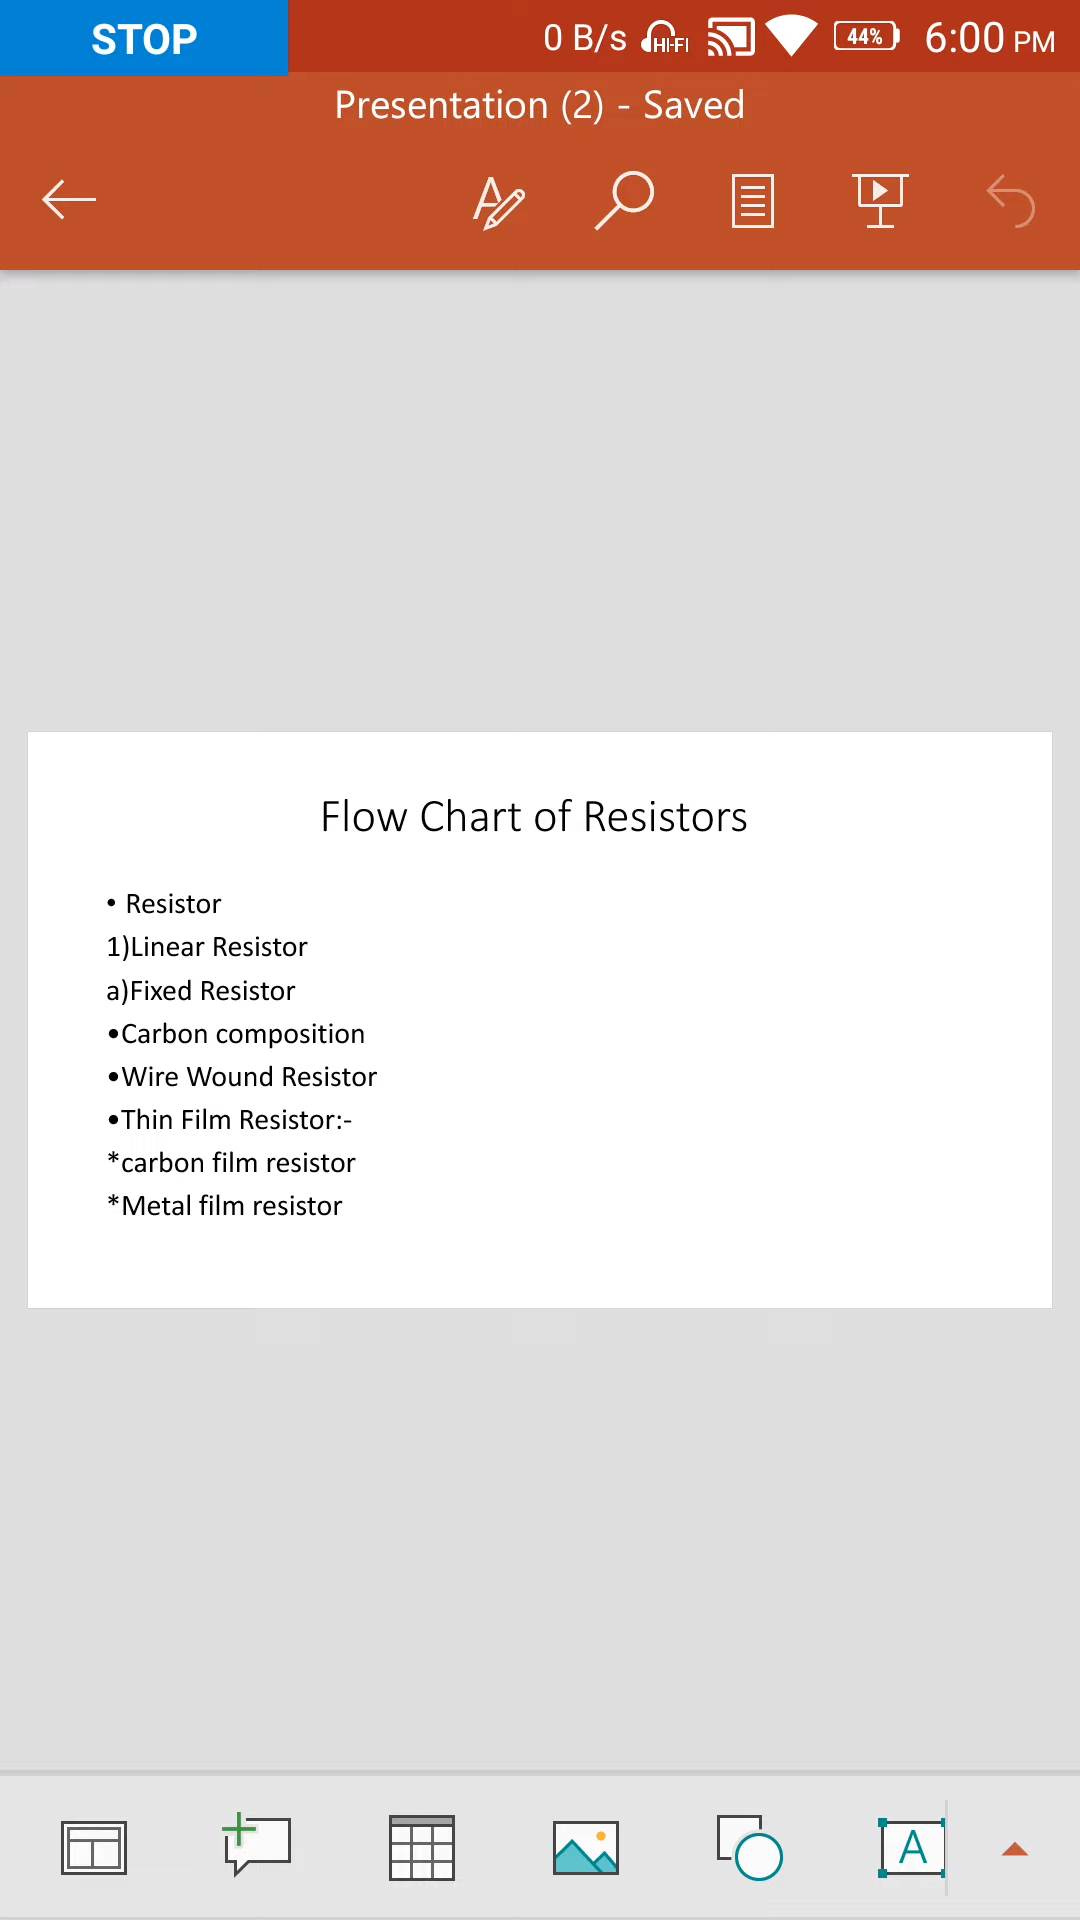 STOP
0 B/s HI-FI 44% 6:00 PM
Presentation (2) - Saved
Flow Chart of Resistors
• Resistor
1)Linear Resistor
a)Fixed Resistor
•Carbon composition
•Wire Wound Resistor
•Thin Film Resistor:-
*carbon film resistor
*Metal film resistor